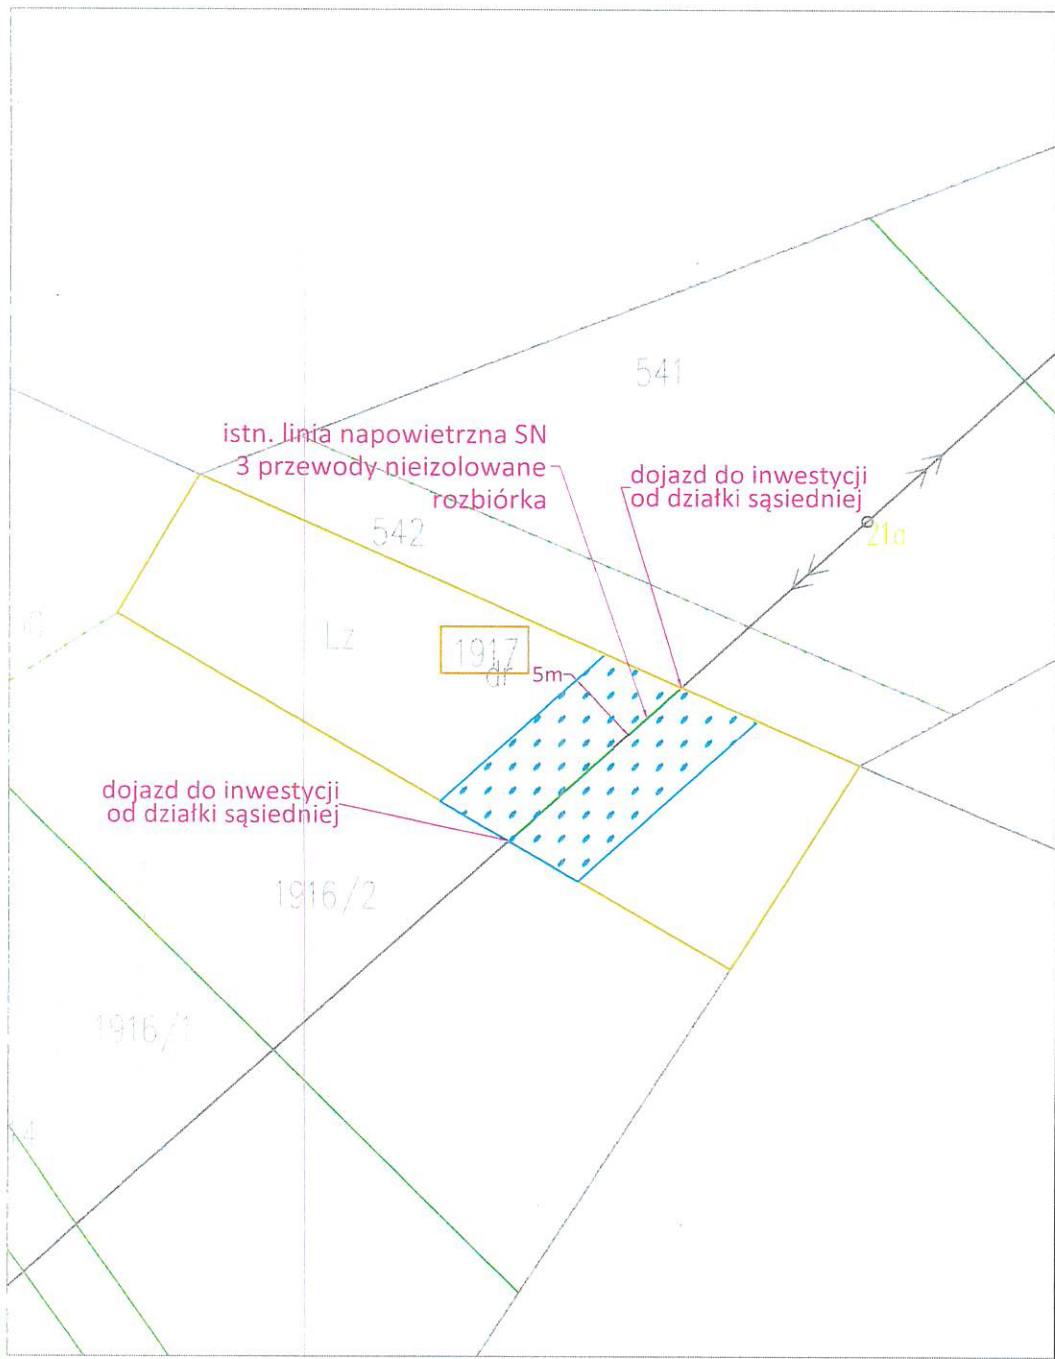 541
istn. linia napowietrzna SN
3 przewody nieizolowane
rozbiórka
dojazd do inwestycji
od działki sąsiedniej
542
21a
Lz
1917
dr
5m
dojazd do inwestycji
od działki sąsiedniej
1916/2
1916/1